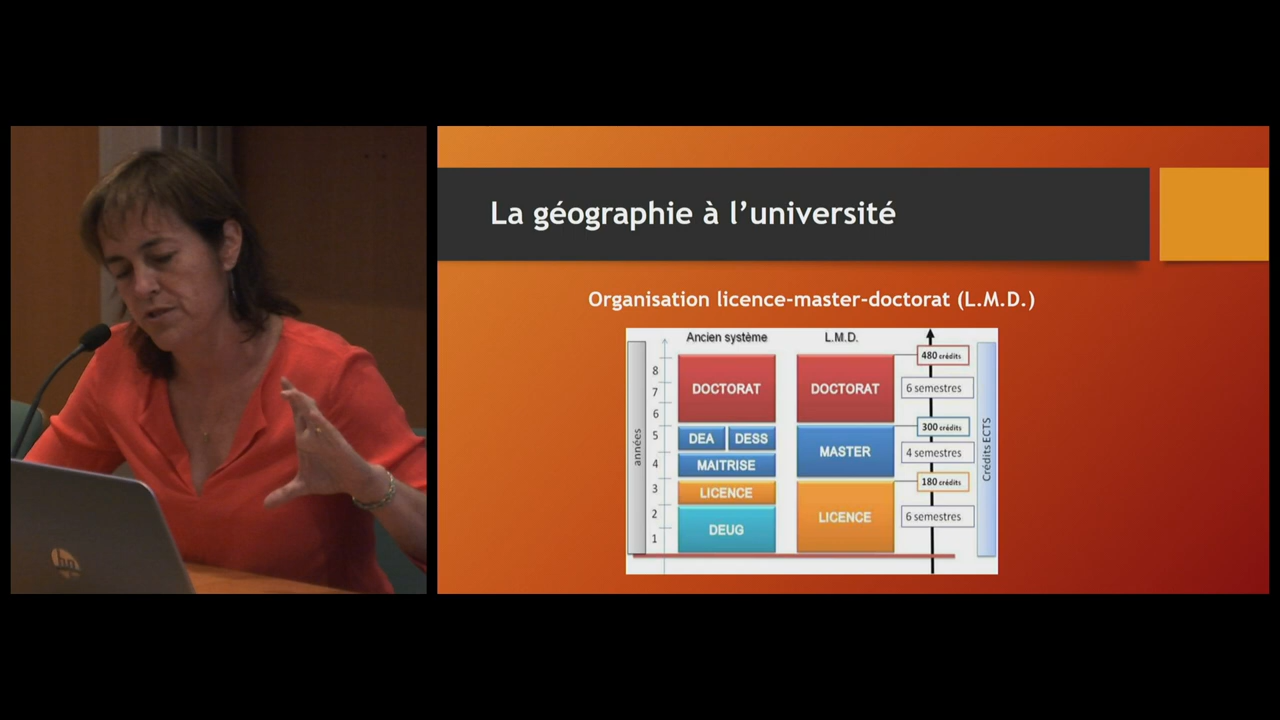 La géographie à l’université
Organisation licence-master-doctorat (L.M.D.)
Ancien système
L.M.D.
années
8
7
6
5
4
3
2
1
DOCTORAT
DEA
DESS
MAITRISE
LICENCE
DEUG
DOCTORAT
MASTER
LICENCE
480 crédits
6 semestres
300 crédits
4 semestres
180 crédits
6 semestres
Crédits ECTS
hp